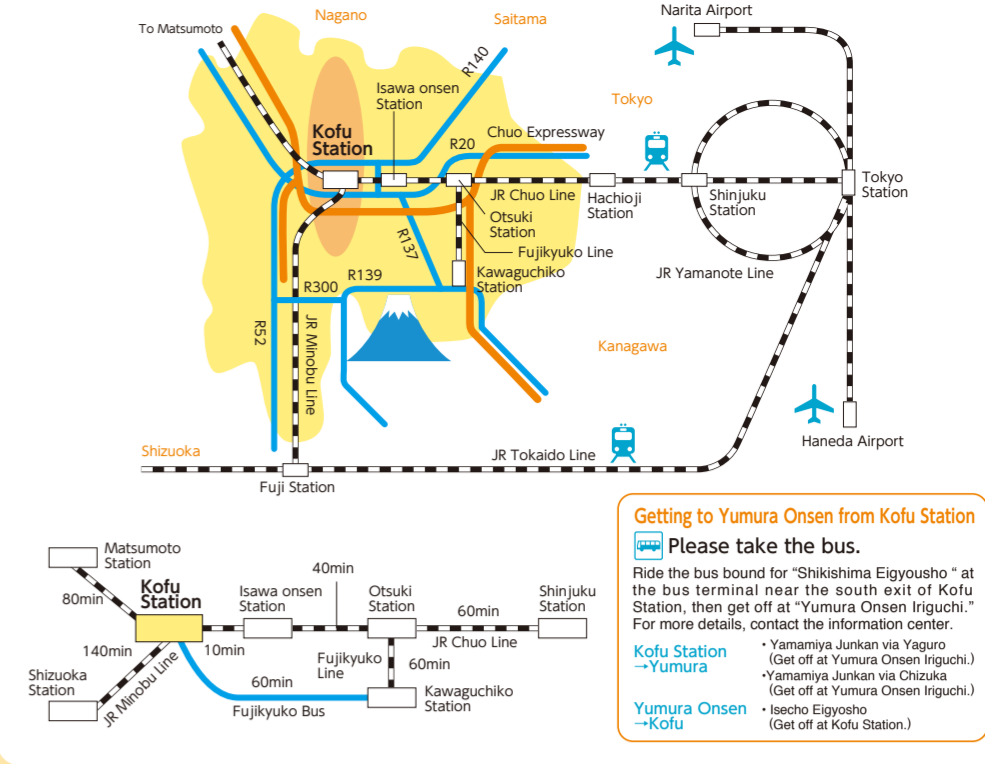 Narita Airport
Nagano
Saitama
To Matsumoto
R140
Isawa onsen
Station
Tokyo
Kofu
Station
Chuo Expressway
R20
JR Chuo Line
Hachioji
Station
Shinjuku
Station
Tokyo
Station
Otsuki
Station
R137
Fujikyuko Line
Kawaguchiko
Station
JR Yamanote Line
R139
R300
R52
JR Minobu Line
Kanagawa
Haneda Airport
Shizuoka
JR Tokaido Line
Fuji Station
Matsumoto
Station
80min
Kofu
Station
Isawa onsen
Station
40min
Otsuki
Station
60min
Shinjuku
Station
JR Chuo Line
140min
10min
JR Minobu Line
Shizuoka
Station
Fujikyuko
Line
60min
60min
Fujikyuko Bus
Kawaguchiko
Station
Getting to Yumura Onsen from Kofu Station
Please take the bus.
Ride the bus bound for “Shikishima Eigyousho “ at
the bus terminal near the south exit of Kofu
Station, then get off at “Yumura Onsen Iriguchi.”
For more details, contact the information center.
Kofu Station
→Yumura
・Yamamiya Junkan via Yaguro
(Get off at Yumura Onsen Iriguchi.)
・Yamamiya Junkan via Chizuka
(Get off at Yumura Onsen Iriguchi.)
Yumura Onsen
→Kofu
・Isecho Eigyosho
(Get off at Kofu Station.)